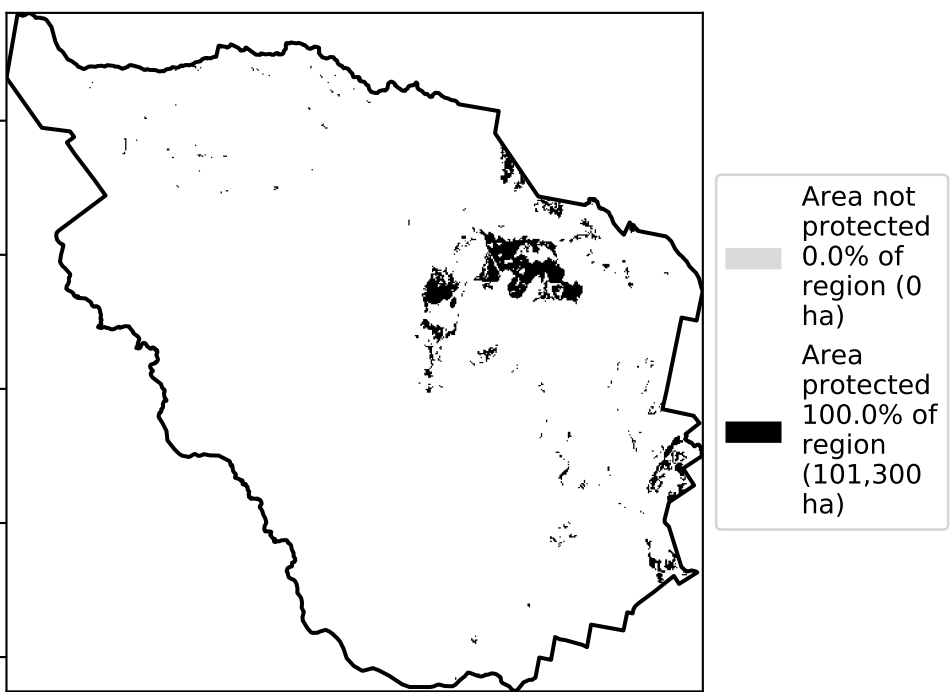 Area not
protected
0.0% of
region (0
ha)
Area
protected
100.0% of
region
(101,300
ha)